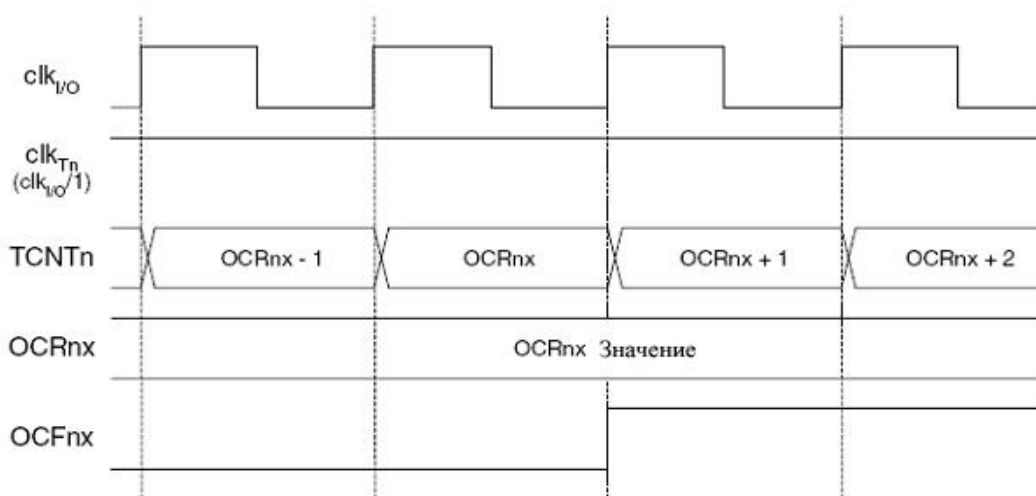 clkI/O
clkTn
(clkI/O/1)
TCNTn OCRnx - 1 OCRnx OCRnx + 1 OCRnx + 2
OCRnx OCRnx Значение
OCFnx